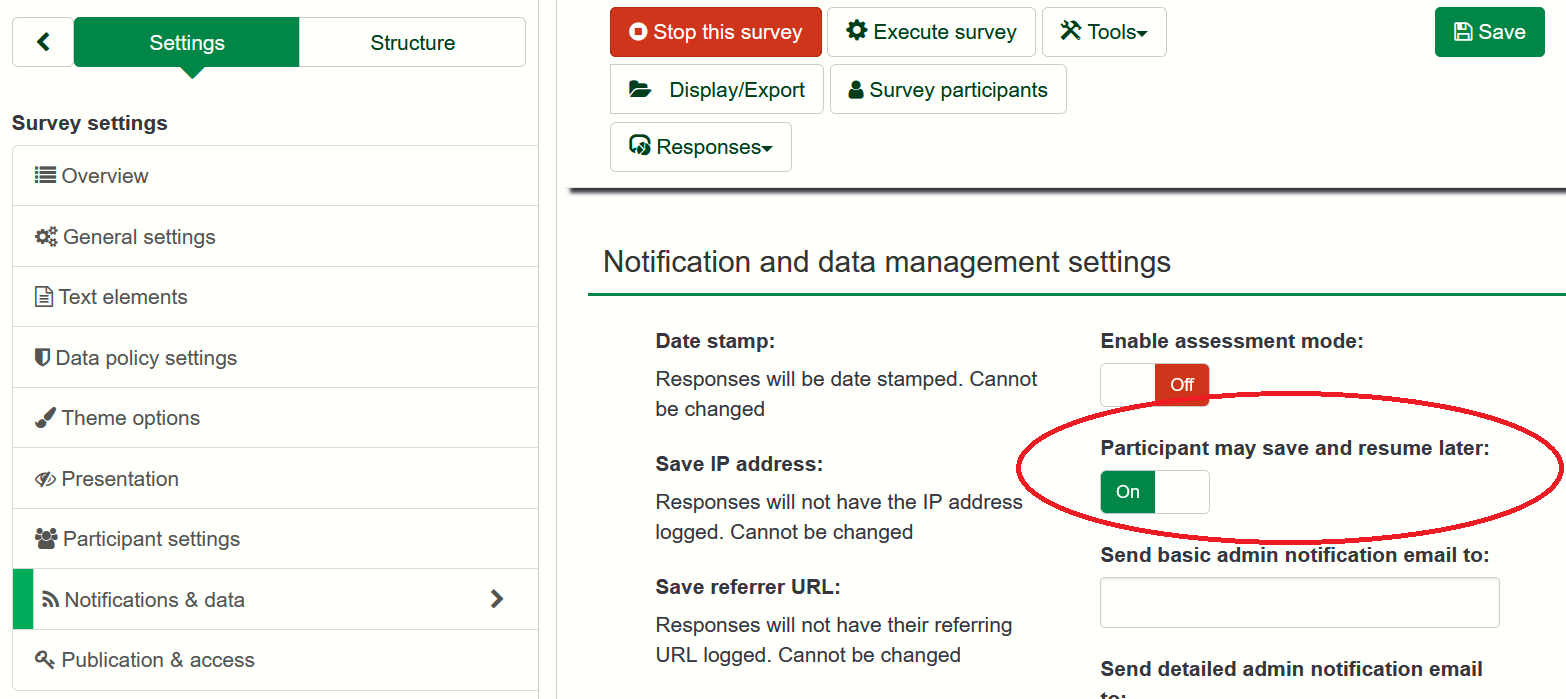 Settings
Structure
Survey settings
Overview
General settings
Text elements
Data policy settings
Theme options
Presentation
Participant settings
Notifications & data
Publication & access
Stop this survey
Execute survey
Tools
Save
Display/Export
Survey participants
Responses
Notification and data management settings
Date stamp:
Responses will be date stamped. Cannot
be changed
Save IP address:
Responses will not have the IP address
logged. Cannot be changed
Save referrer URL:
Responses will not have their referring
URL logged. Cannot be changed
Enable assessment mode:
Off
Participant may save and resume later:
On
Send basic admin notification email to:
Send detailed admin notification email
to: